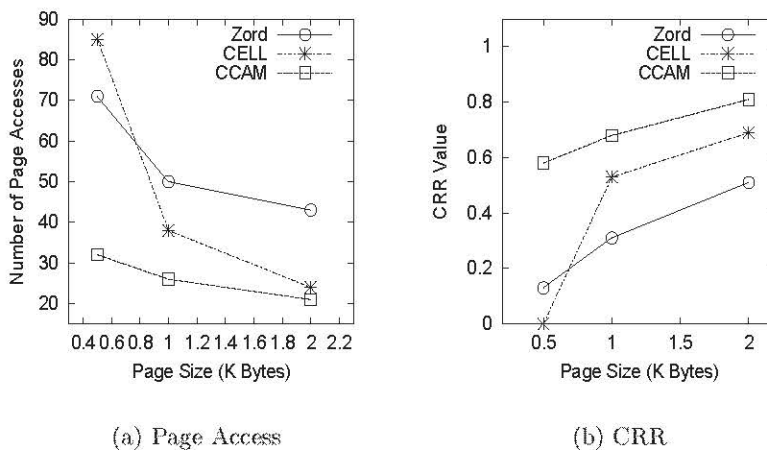 90
80
70
60
50
40
30
20
Number of Page Accesses
Zord
CELL
CCAM
0.4 0.6 0.8 1 1.2 1.4 1.6 1.8 2 2.2
Page Size (K Bytes)
(a) Page Access
1
0.8
0.6
0.4
0.2
0
CRR Value
Zord
CELL
CCAM
0.5 1 1.5 2
Page Size (K Bytes)
(b) CRR